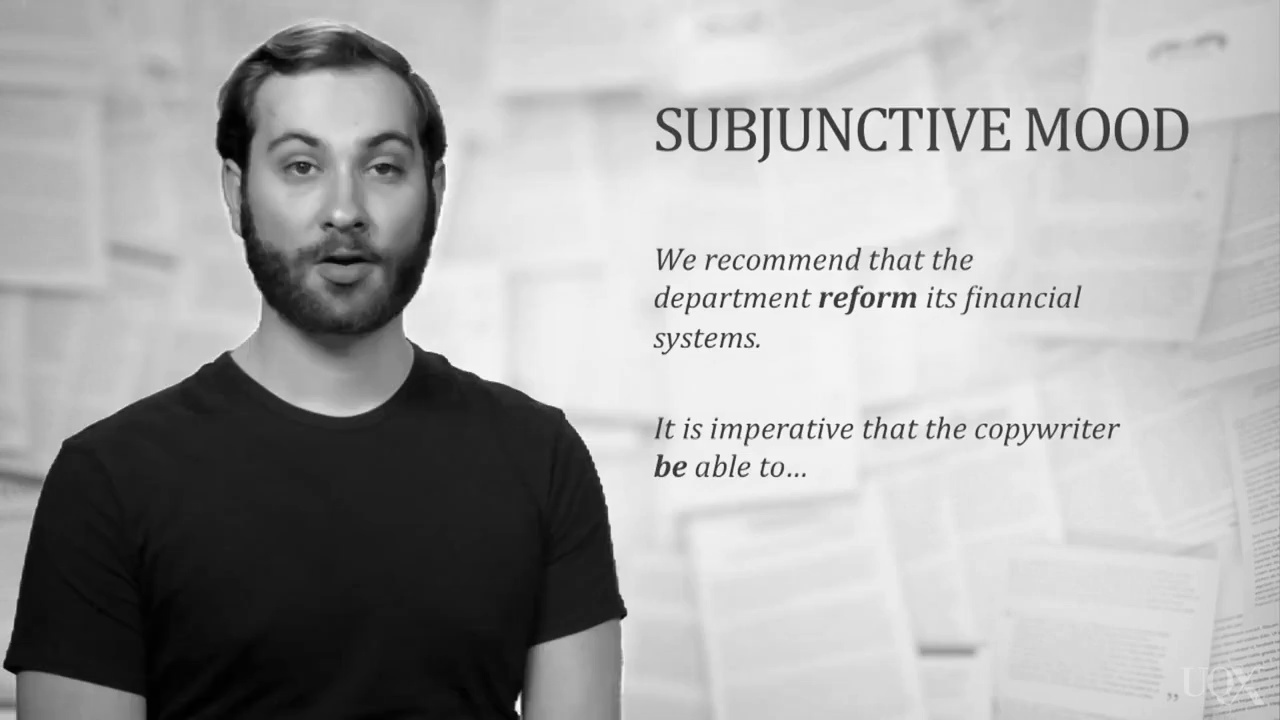 SUBJUNCTIVE MOOD
We recommend that the
department reform its financial
systems.
It is imperative that the copywriter
be able to...
UQX